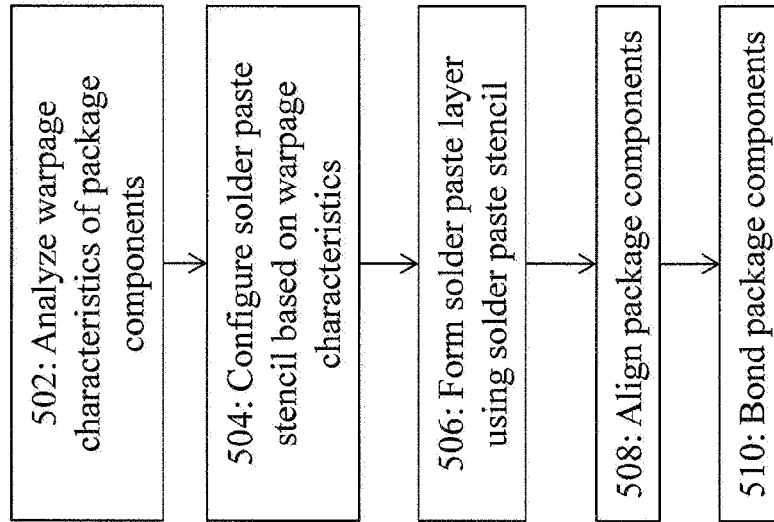 502: Analyze warpage
characteristics of package
components
504: Configure solder paste
stencil based on warpage
characteristics
506: Form solder paste layer
using solder paste stencil
508: Align package components
510: Bond package components